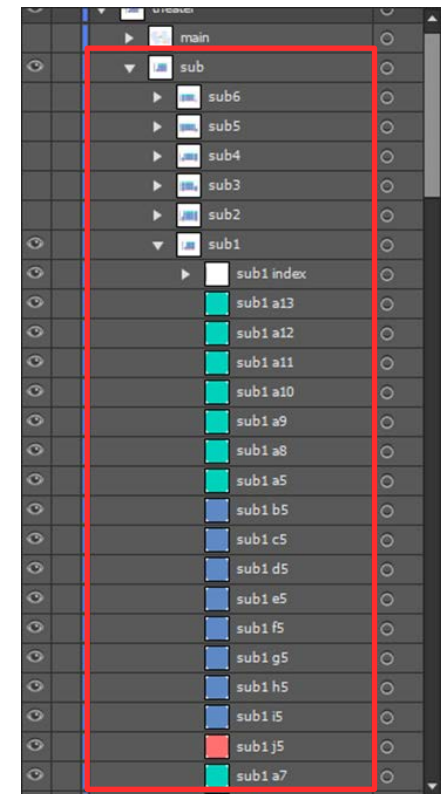 theater
main
sub
sub6
sub5
sub4
sub3
sub2
sub1
sub1 index
sub1 a13
sub1 a12
sub1 a11
sub1 a10
sub1 a9
sub1 a8
sub1 a5
sub1 b5
sub1 c5
sub1 d5
sub1 e5
sub1 f5
sub1 g5
sub1 h5
sub1 i5
sub1 j5
sub1 a7